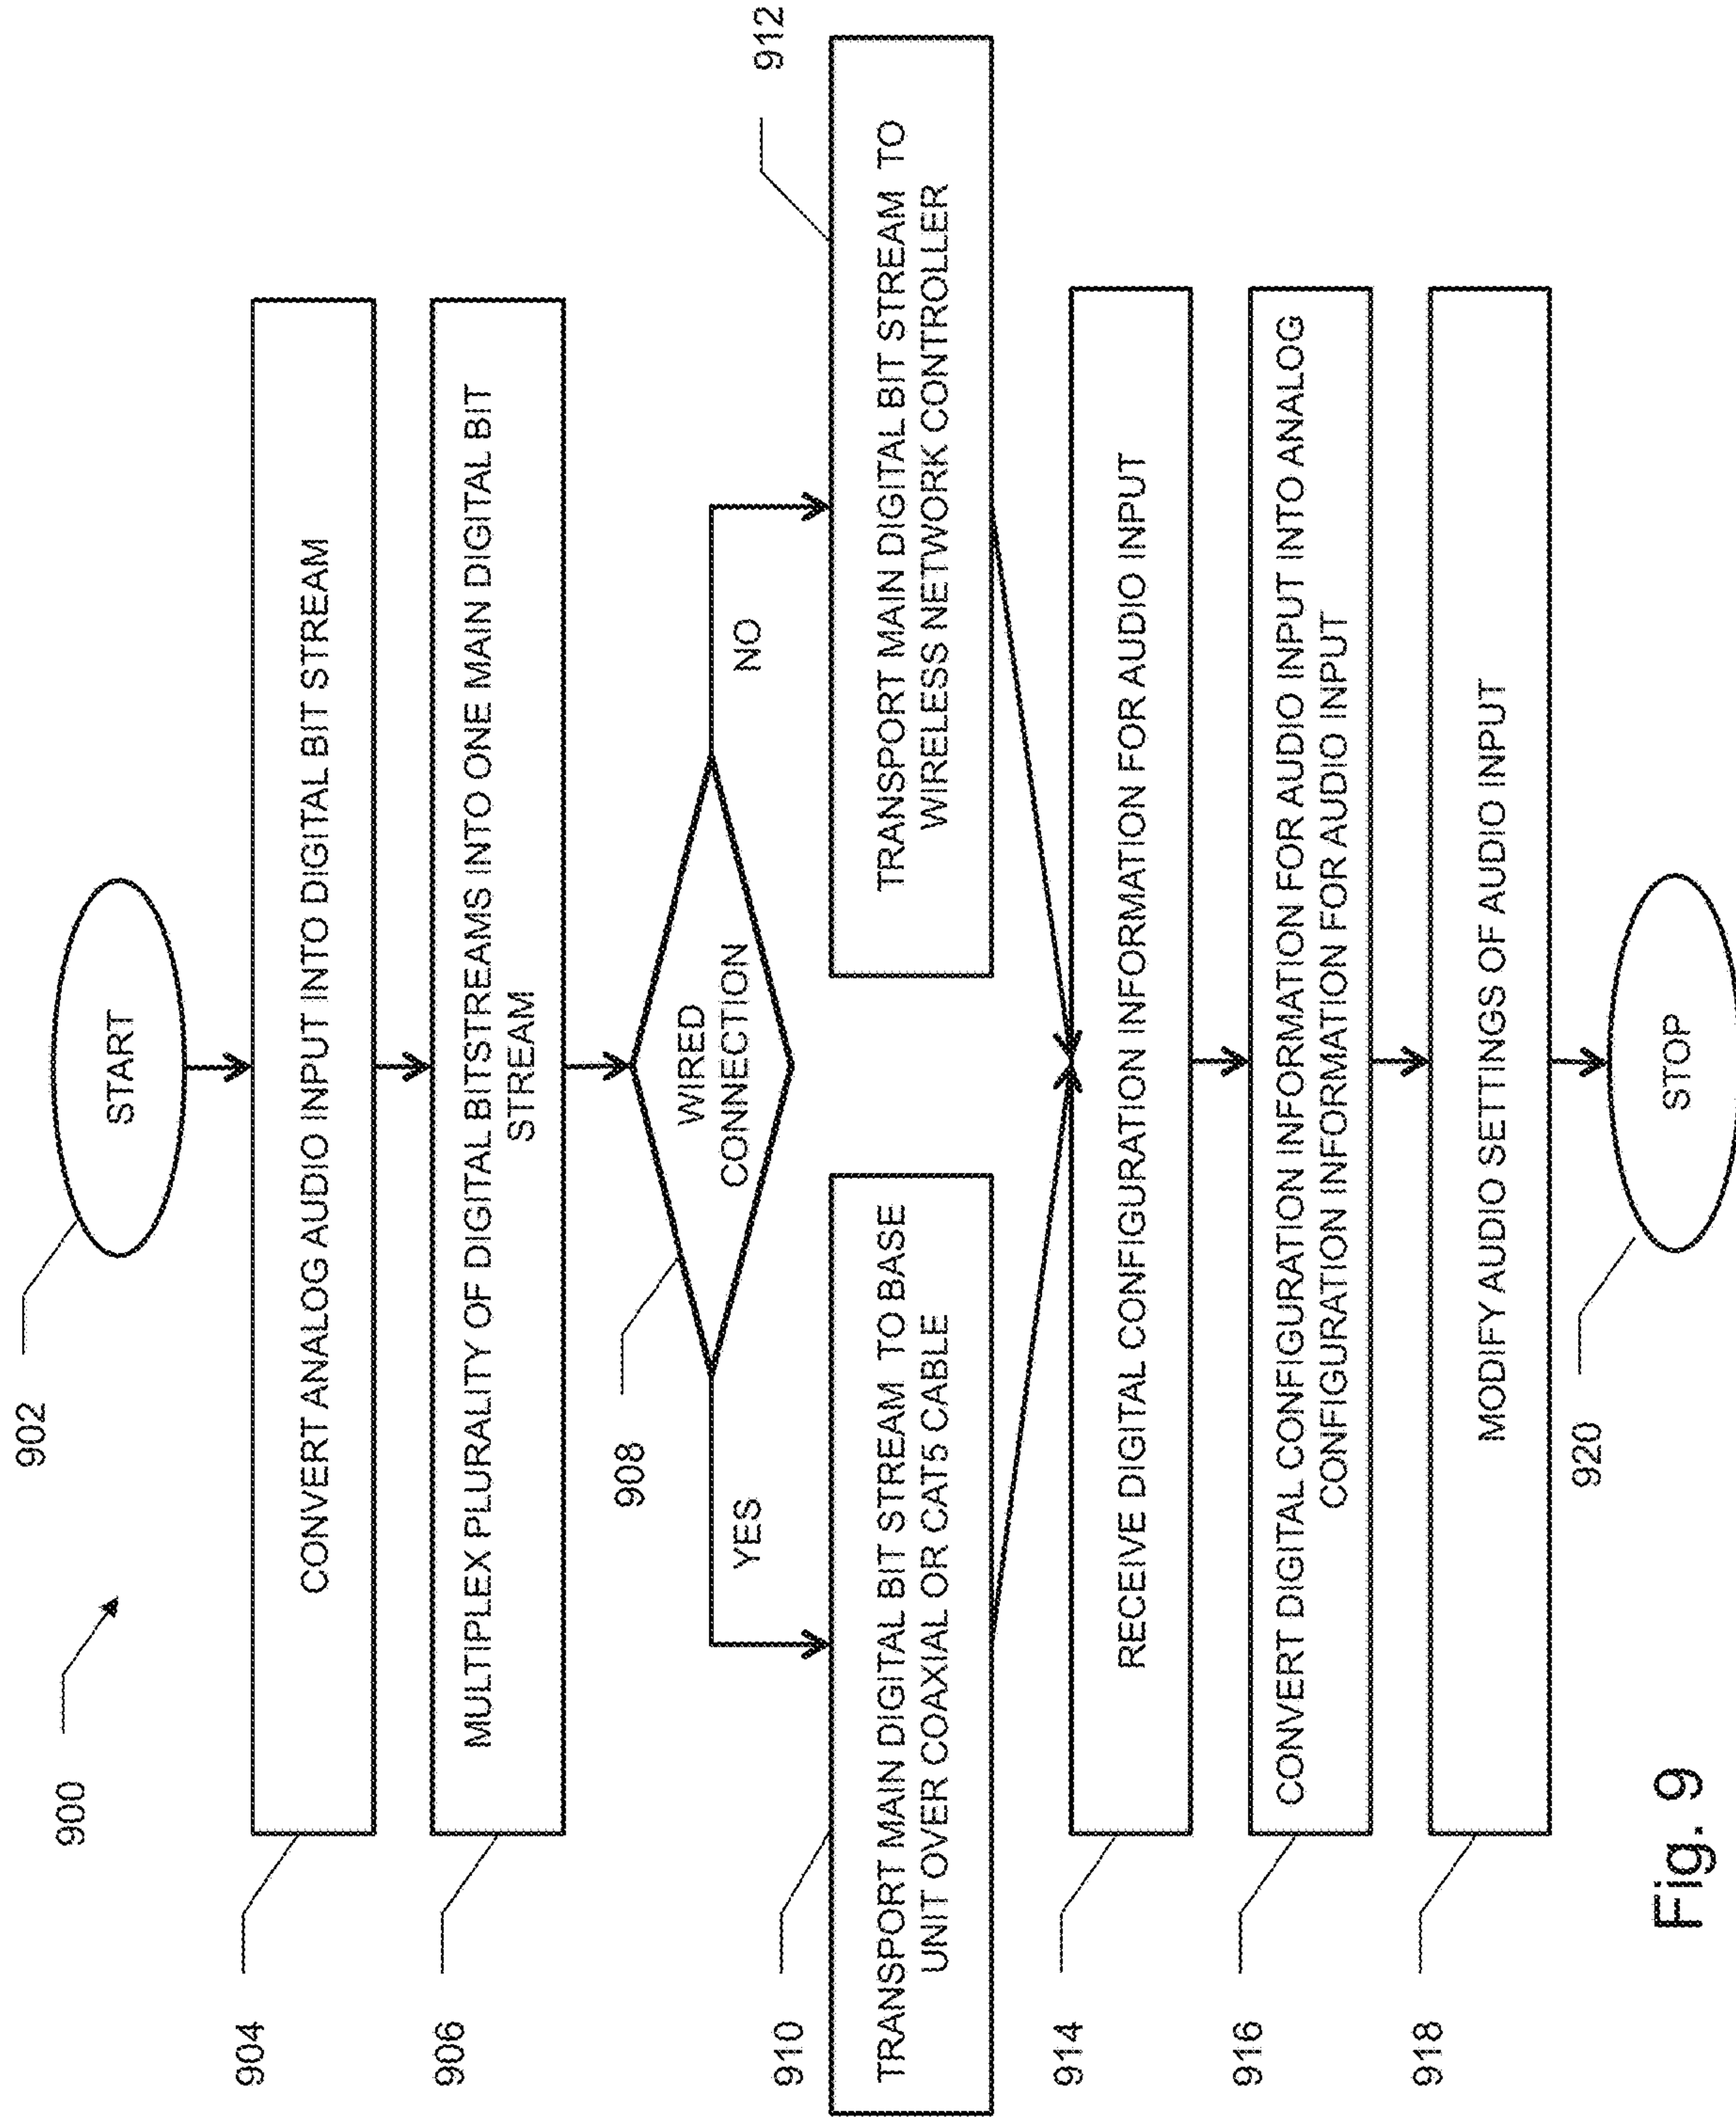 900
902
START
904
CONVERT ANALOG AUDIO INPUT INTO DIGITAL BIT STREAM
906
MULTIPLEX PLURALITY OF DIGITAL BITSTREAMS INTO ONE MAIN DIGITAL BIT
STREAM
908
WIRED
CONNECTION
YES
NO
910
TRANSPORT MAIN DIGITAL BIT STREAM TO BASE
UNIT OVER COAXIAL OR CAT5 CABLE
912
TRANSPORT MAIN DIGITAL BIT STREAM TO
WIRELESS NETWORK CONTROLLER
914
RECEIVE DIGITAL CONFIGURATION INFORMATION FOR AUDIO INPUT
916
CONVERT DIGITAL CONFIGURATION INFORMATION FOR AUDIO INPUT INTO ANALOG
CONFIGURATION INFORMATION FOR AUDIO INPUT
918
MODIFY AUDIO SETTINGS OF AUDIO INPUT
920
STOP
Fig. 9